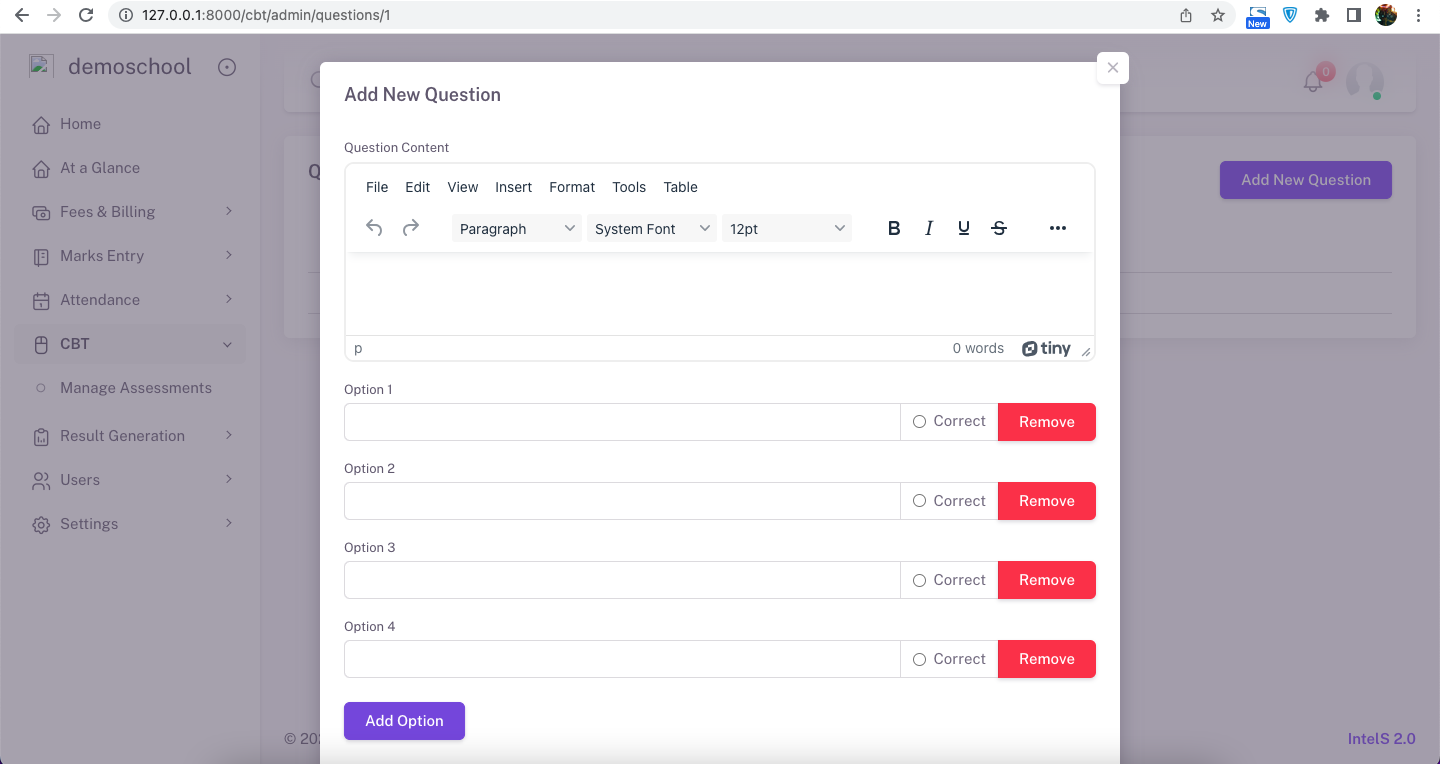 127.0.0.1:8000/cbt/admin/questions/1
New
demoschool
Home
At a Glance
Fees & Billing
Marks Entry
Attendance
CBT
Manage Assessments
Result Generation
Users
Settings
0
Add New Question
Add New Question
Question Content
File Edit View Insert Format Tools Table
Paragraph System Font 12pt B I U S
p 0 words tiny
Option 1
Correct Remove
Option 2
Correct Remove
Option 3
Correct Remove
Option 4
Correct Remove
Add Option
IntelS 2.0